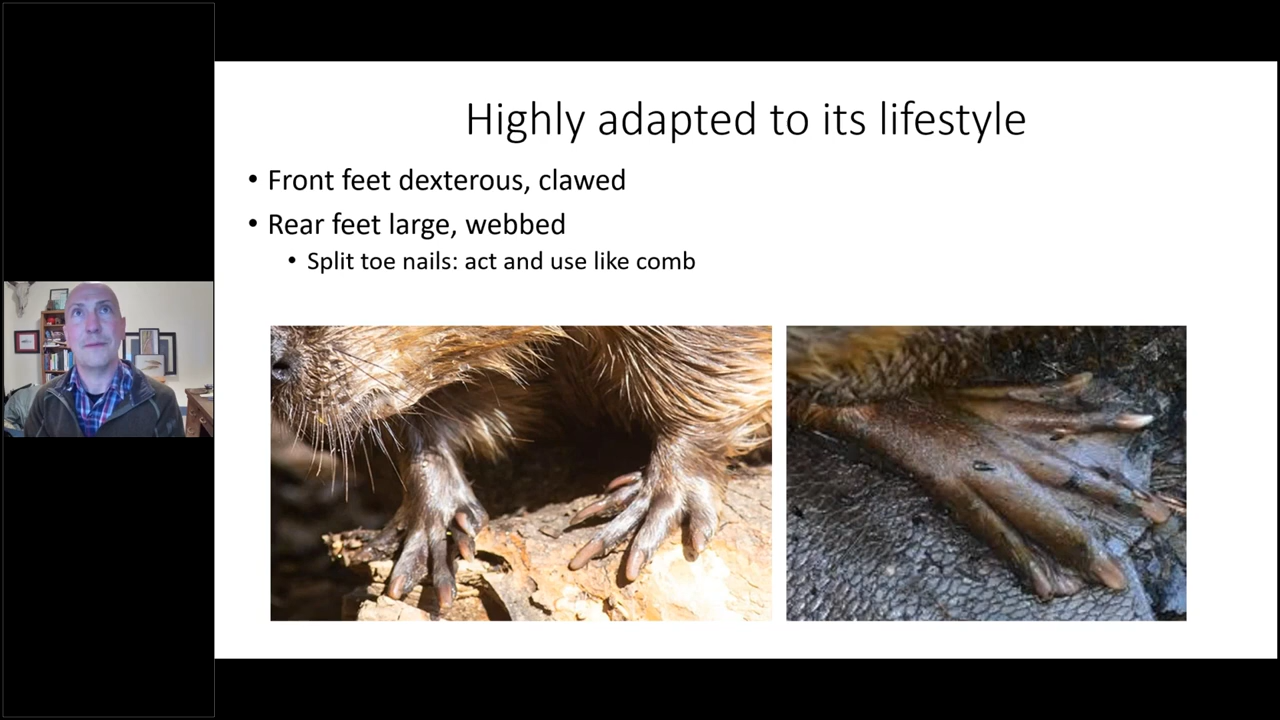 Highly adapted to its lifestyle
• Front feet dexterous, clawed
• Rear feet large, webbed
• Split toe nails: act and use like comb